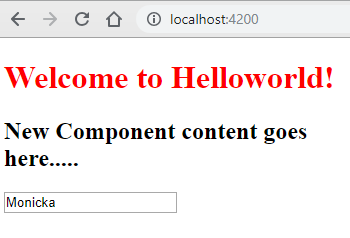 localhost:4200
Welcome to Helloworld!
New Component content goes
here.....
Monicka